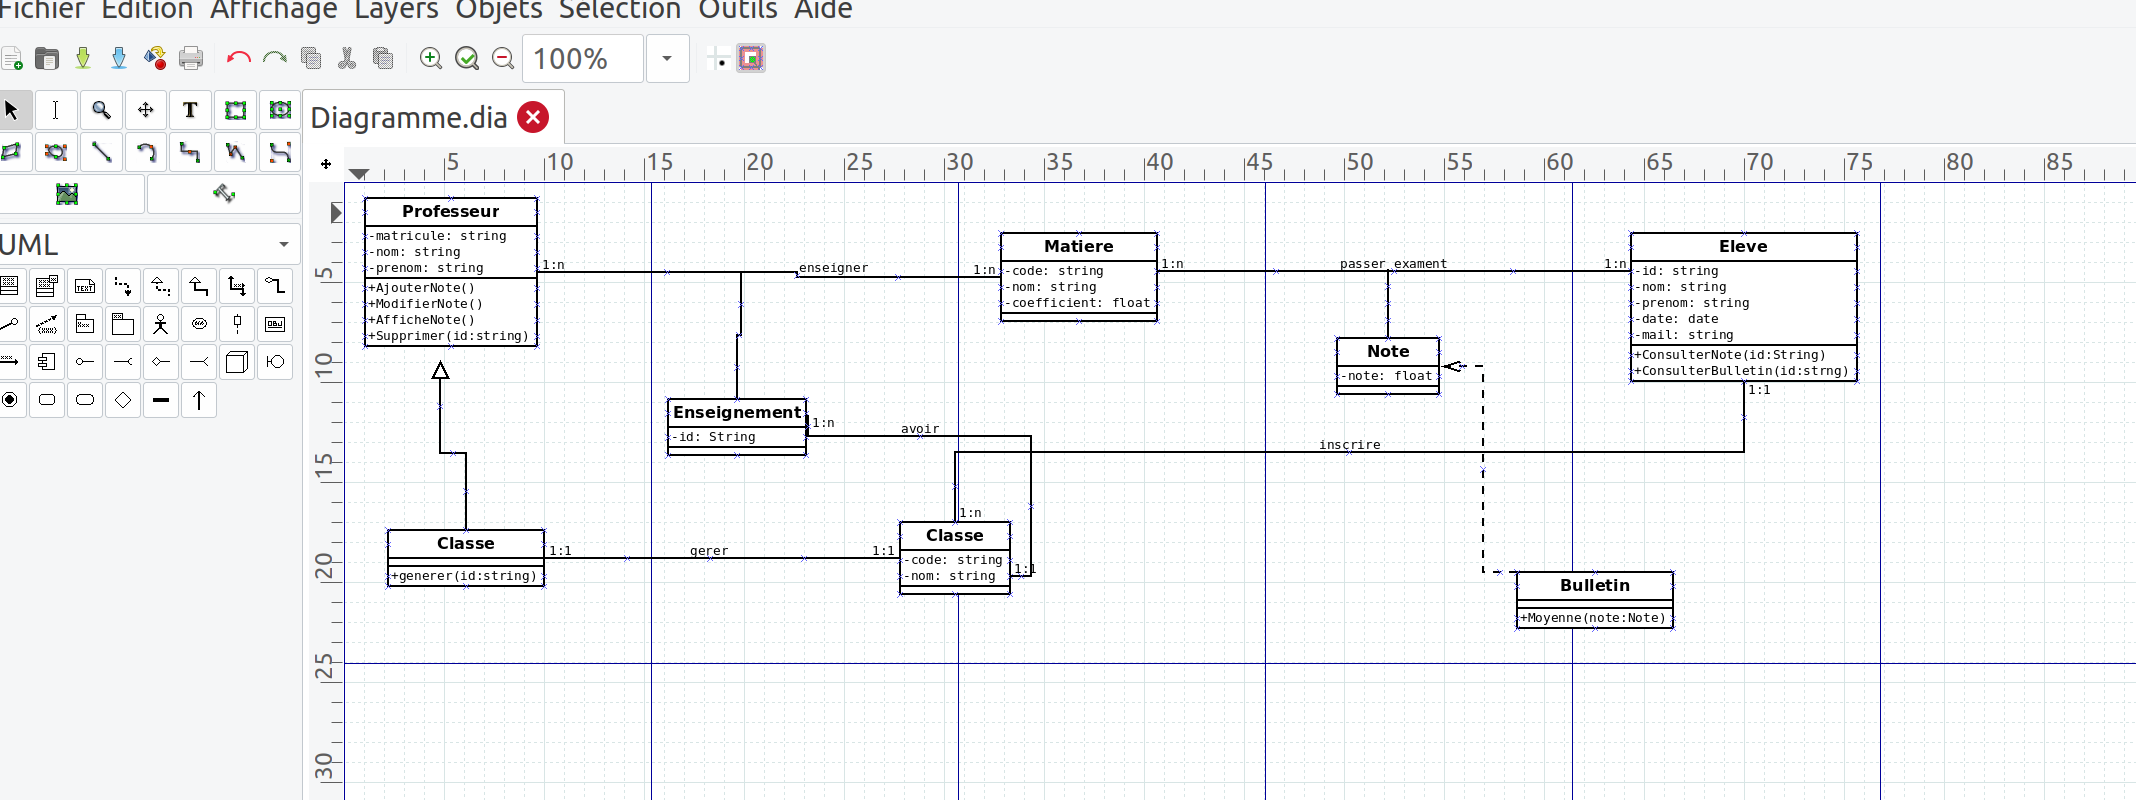 Fichier Edition Affichage Layers Objets Sélection Outils Aide
100%
T
Diagramme.dia
UML
5 10 15 20 25 30 35 40 45 50 55 60 65 70 75 80 85
5
10
15
20
25
30
Professeur
-matricule: string
-nom: string
-prenom: string
+AjouterNote()
+ModifierNote()
+AfficheNote()
+Supprimer(id:string)
1:n enseigner 1:n
Matiere
-code: string
-nom: string
-coefficient: float
1:n passer_exament 1:n
Eleve
-id: string
-nom: string
-prenom: string
-date: date
-mail: string
+ConsulterNote(id:String)
+ConsulterBulletin(id:strng)
1:1
Note
-note: float
Enseignement
-id: String
1:n avoir
1:1
inscrire
1:n
Classe
+generer(id:string)
1:1 gerer 1:1
Classe
-code: string
-nom: string
Bulletin
+Moyenne(note:Note)